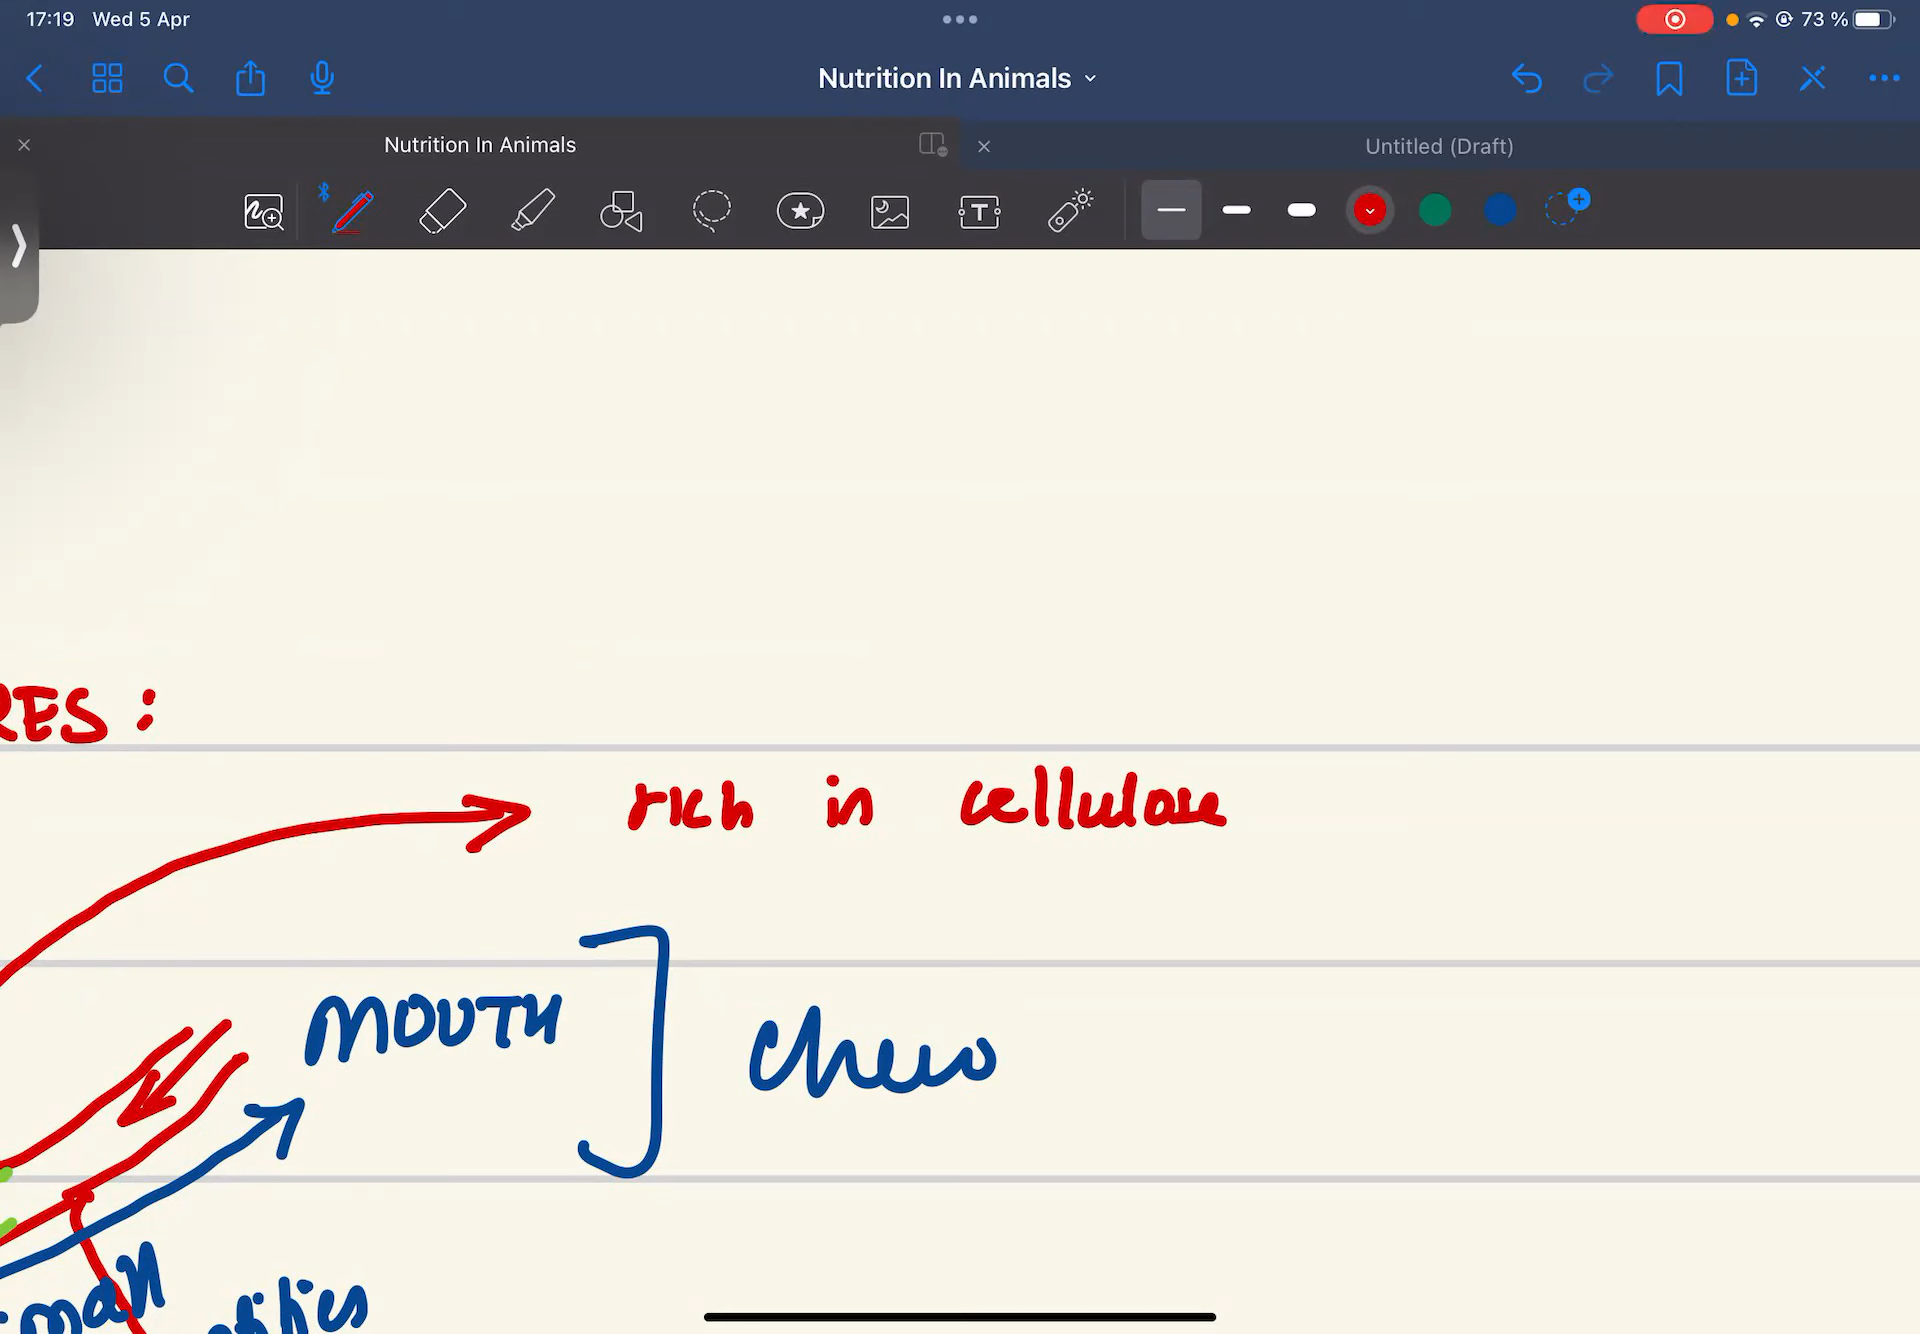 17:19 Wed 5 Apr
73 %
Nutrition In Animals
Nutrition In Animals
Untitled (Draft)
T
RES :
rich in cellulose
MOUTH
chew